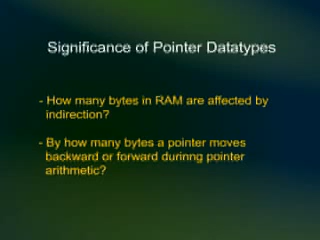 Significance of Pointer Datatypes
- How many bytes in RAM are affected by
indirection?
- By how many bytes a pointer moves
backward or forward durinng pointer
arithmetic?